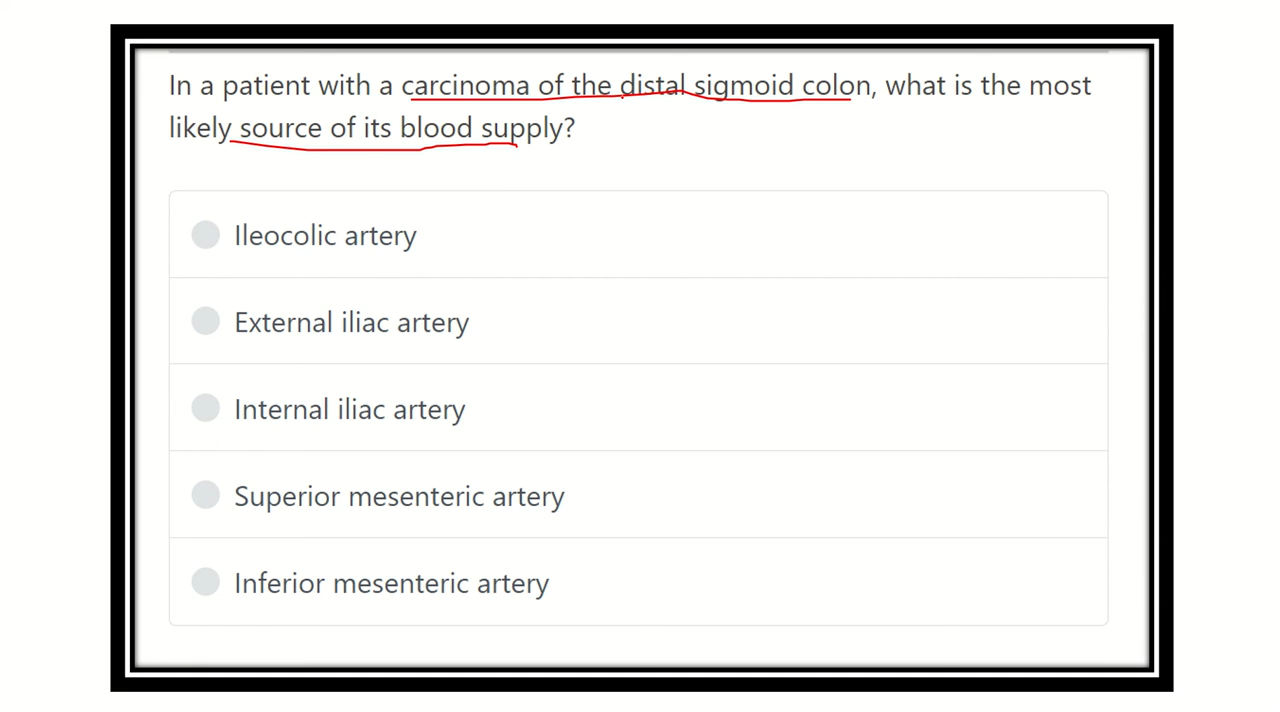 In a patient with a carcinoma of the distal sigmoid colon, what is the most
likely source of its blood supply?
Ileocolic artery
External iliac artery
Internal iliac artery
Superior mesenteric artery
Inferior mesenteric artery